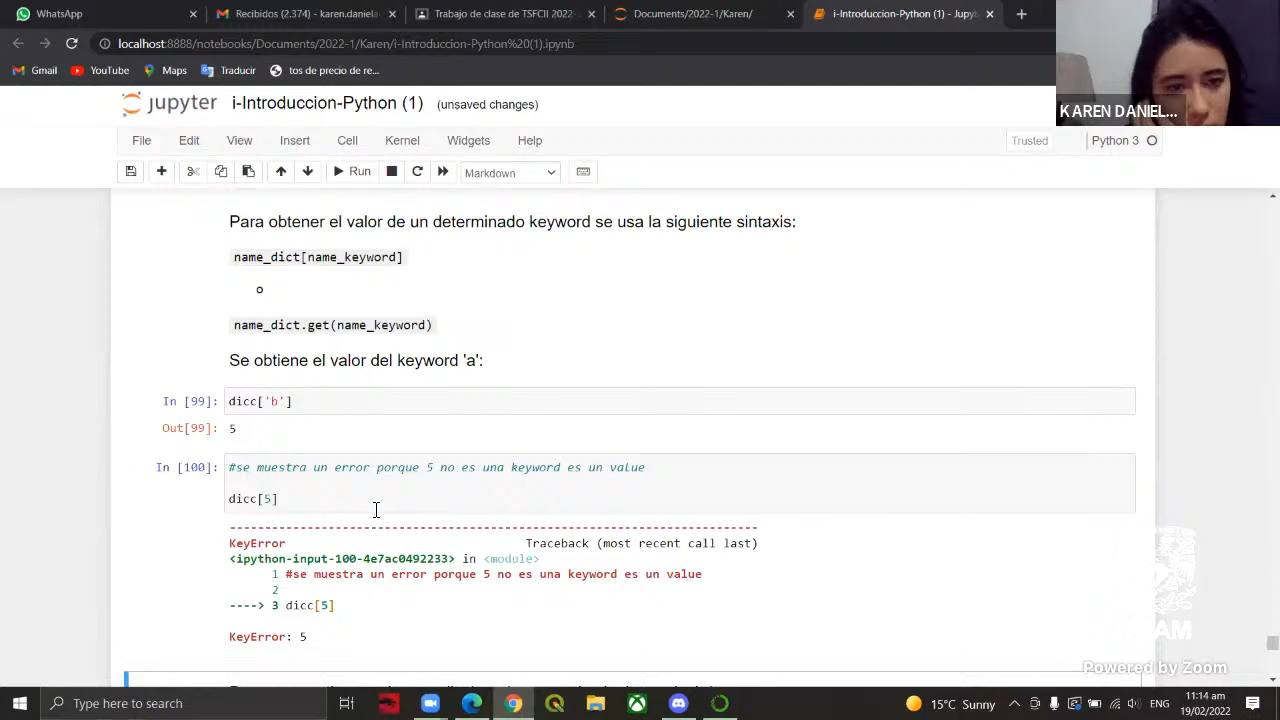 WhatsApp
Recibidos (2.374) - karen.daniela
Trabajo de clase de TSFCII 2022-
Documents/2022-1/Karen/
i-Introduccion-Python (1) - Jupyt
localhost:8888/notebooks/Documents/2022-1/Karen/i-Introduccion-Python%20(1).ipynb
Gmail
YouTube
Maps
Traducir
tos de precio de re...
KAREN DANIEL...
jupyter i-Introduccion-Python (1) (unsaved changes)
File Edit View Insert Cell Kernel Widgets Help
Trusted
Python 3
Run
Markdown
Para obtener el valor de un determinado keyword se usa la siguiente sintaxis:
name_dict[name_keyword]
o
name_dict.get(name_keyword)
Se obtiene el valor del keyword 'a':
In [99]: dicc['b']
Out[99]: 5
In [100]: #se muestra un error porque 5 no es una keyword es un value
dicc[5]
---------------------------------------------------------------------------
KeyError Traceback (most recent call last)
<ipython-input-100-4e7ac0492233> in <module>
1 #se muestra un error porque 5 no es una keyword es un value
2
----> 3 dicc[5]
KeyError: 5
Powered by Zoom
Type here to search
15°C Sunny
11:14 am
19/02/2022